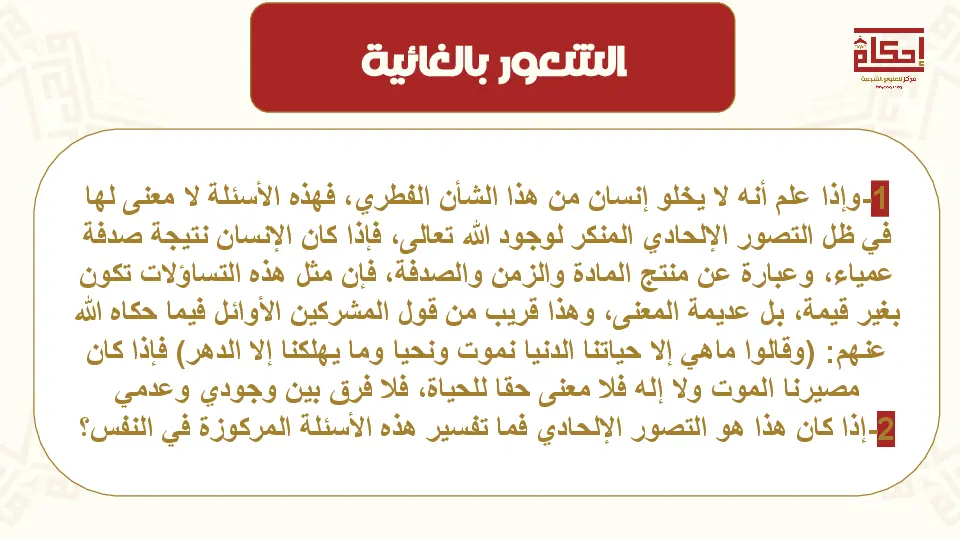 الشعور بالغائية
إحكام
مركز للعلوم الشرعية
1-وإذا علم أنه لا يخلو إنسان من هذا الشأن الفطري، فهذه الأسئلة لا معنى لها
في ظل التصور الإلحادي المنكر لوجود الله تعالى، فإذا كان الإنسان نتيجة صدفة
عمياء، وعبارة عن منتج المادة والزمن والصدفة، فإن مثل هذه التساؤلات تكون
بغير قيمة، بل عديمة المعنى، وهذا قريب من قول المشركين الأوائل فيما حكاه الله
عنهم: (وقالوا ماهي إلا حياتنا الدنيا نموت ونحيا وما يهلكنا إلا الدهر) فإذا كان
مصيرنا الموت ولا إله فلا معنى حقا للحياة، فلا فرق بين وجودي وعدمي
2-إذا كان هذا هو التصور الإلحادي فما تفسير هذه الأسئلة المركوزة في النفس؟